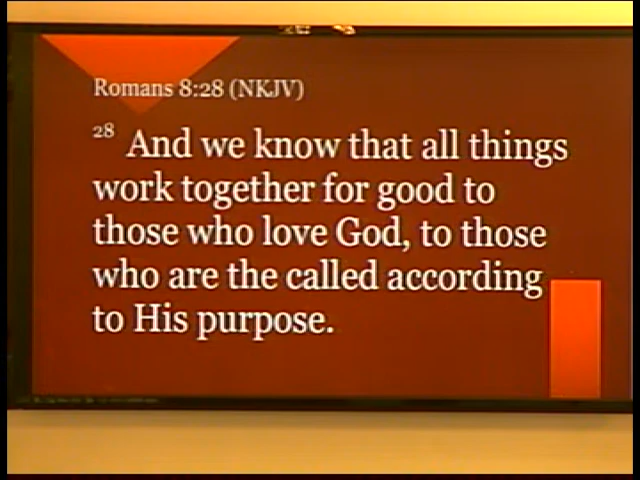 Romans 8:28 (NKJV)
28 And we know that all things
work together for good to
those who love God, to those
who are the called according
to His purpose.